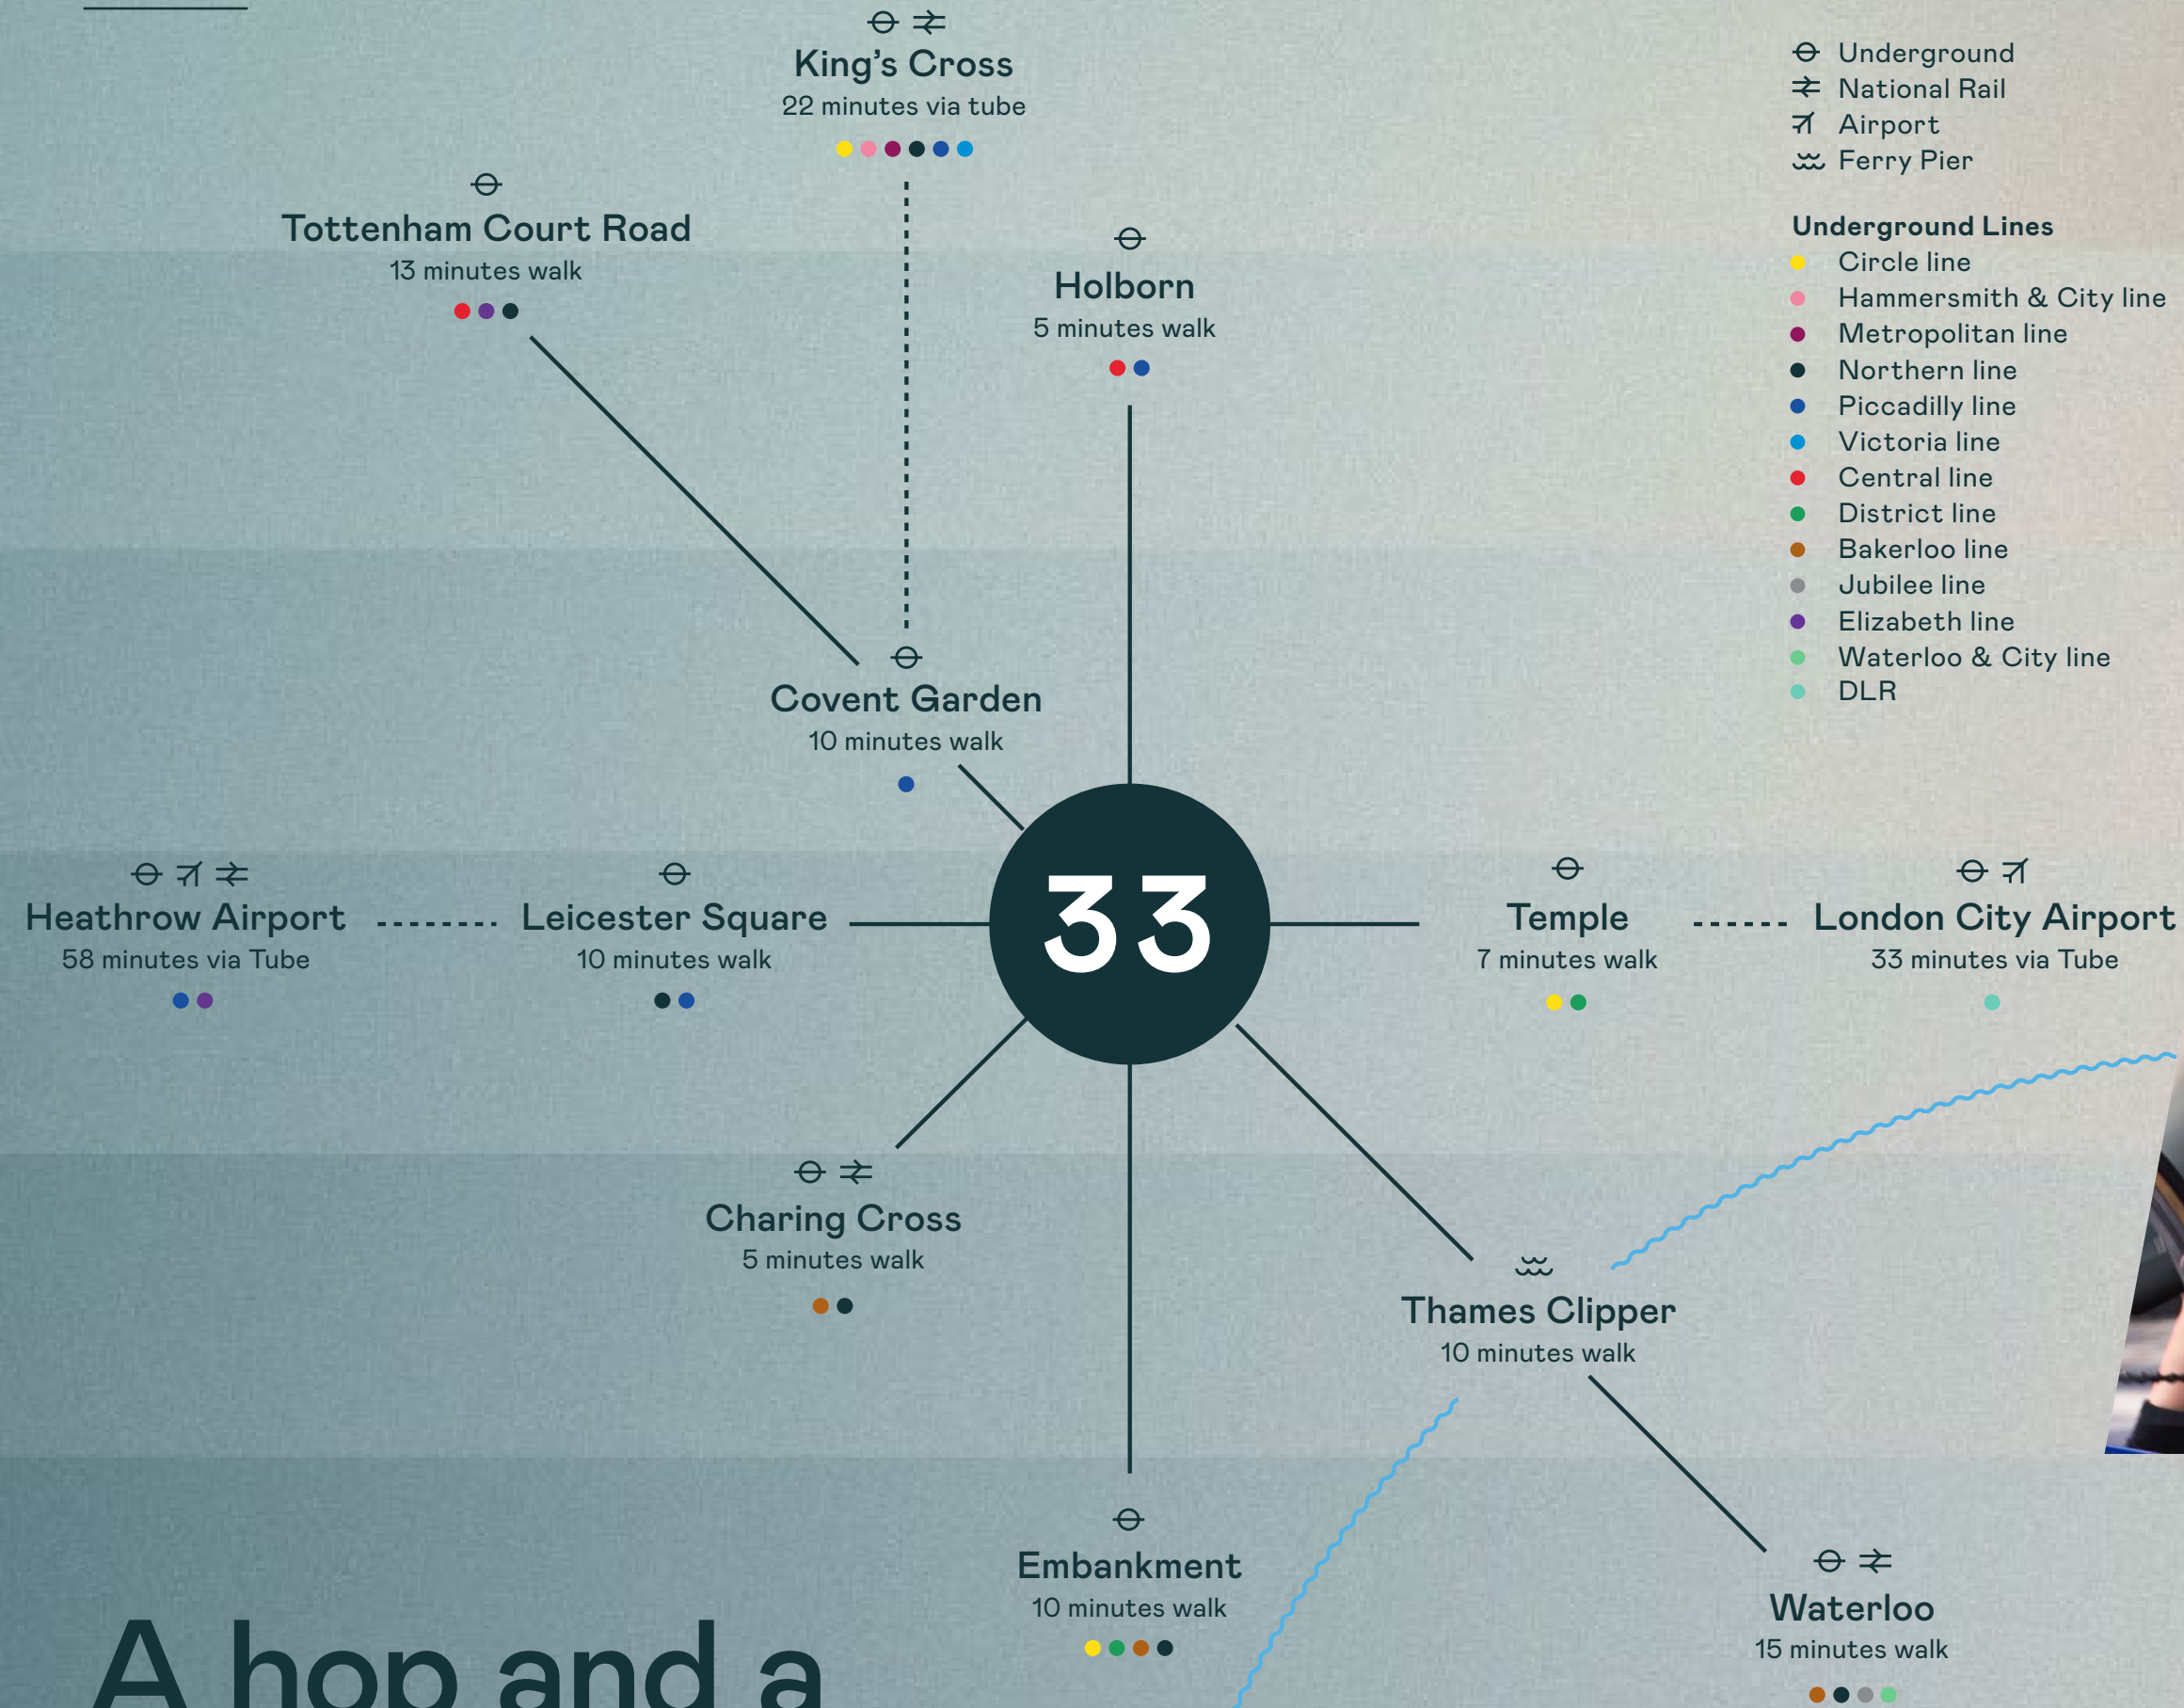 King’s Cross
22 minutes via tube
Tottenham Court Road
13 minutes walk
Holborn
5 minutes walk
Underground
National Rail
Airport
Ferry Pier
Underground Lines
Circle line
Hammersmith & City line
Metropolitan line
Northern line
Piccadilly line
Victoria line
Central line
District line
Bakerloo line
Jubilee line
Elizabeth line
Waterloo & City line
DLR
Covent Garden
10 minutes walk
Heathrow Airport
58 minutes via Tube
Leicester Square
10 minutes walk
33
Temple
7 minutes walk
London City Airport
33 minutes via Tube
Charing Cross
5 minutes walk
Thames Clipper
10 minutes walk
Embankment
10 minutes walk
Waterloo
15 minutes walk
A hop and a